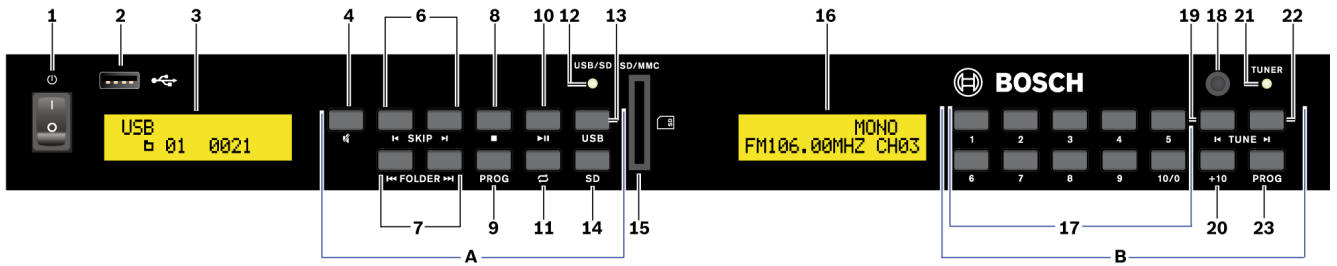 1 2 3 4 6 8 10 12 13 16 19 18 21 22
USB/SD SD/MMC TUNER
BOSCH
USB
01 0021
MONO
FM106.00MHZ CH03
SKIP USB
1 2 3 4 5 TUNE
FOLDER PROG SD
6 7 8 9 10/0 +10 PROG
7 9 11 14 15 17 20 23
A B